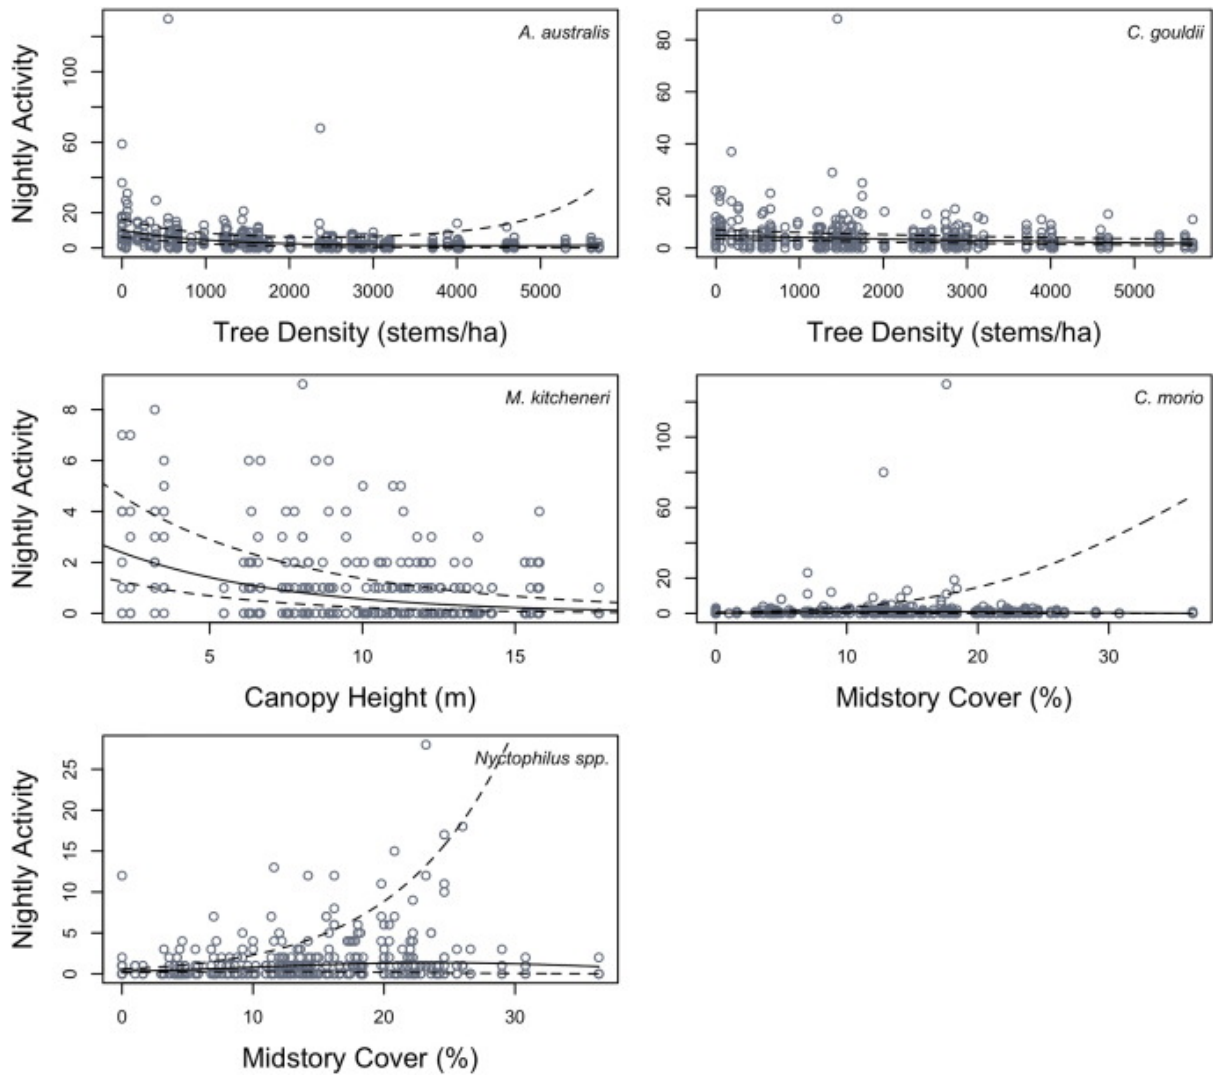 A. australis
Nightly Activity
0 20 60 100
0 1000 2000 3000 4000 5000
Tree Density (stems/ha)
C. gouldii
0 20 40 60 80
0 1000 2000 3000 4000 5000
Tree Density (stems/ha)
M. kitcheneri
Nightly Activity
0 2 4 6 8
5 10 15
Canopy Height (m)
C. morio
0 20 60 100
0 10 20 30
Midstory Cover (%)
Nyctophilus spp.
Nightly Activity
0 5 10 15 20 25
0 10 20 30
Midstory Cover (%)